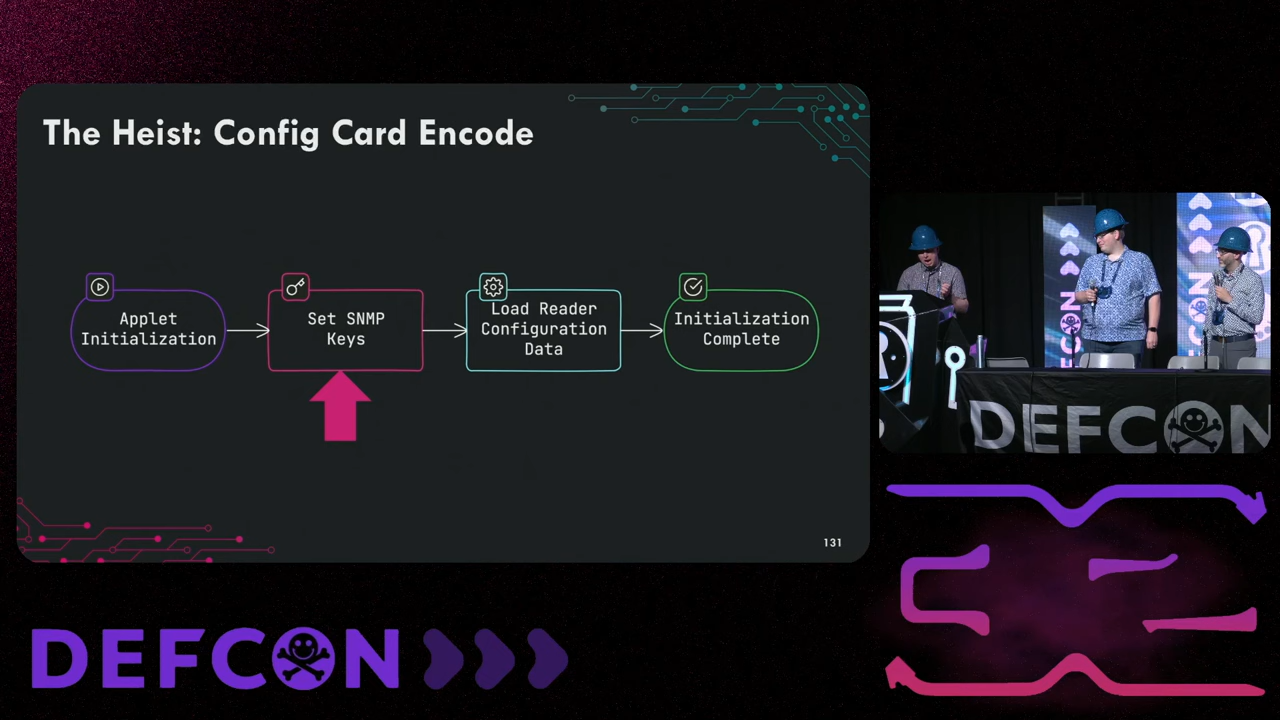 The Heist: Config Card Encode
Applet
Initialization
Set SNMP
Keys
Load Reader
Configuration
Data
Initialization
Complete
131
DEFCON
DEFCON